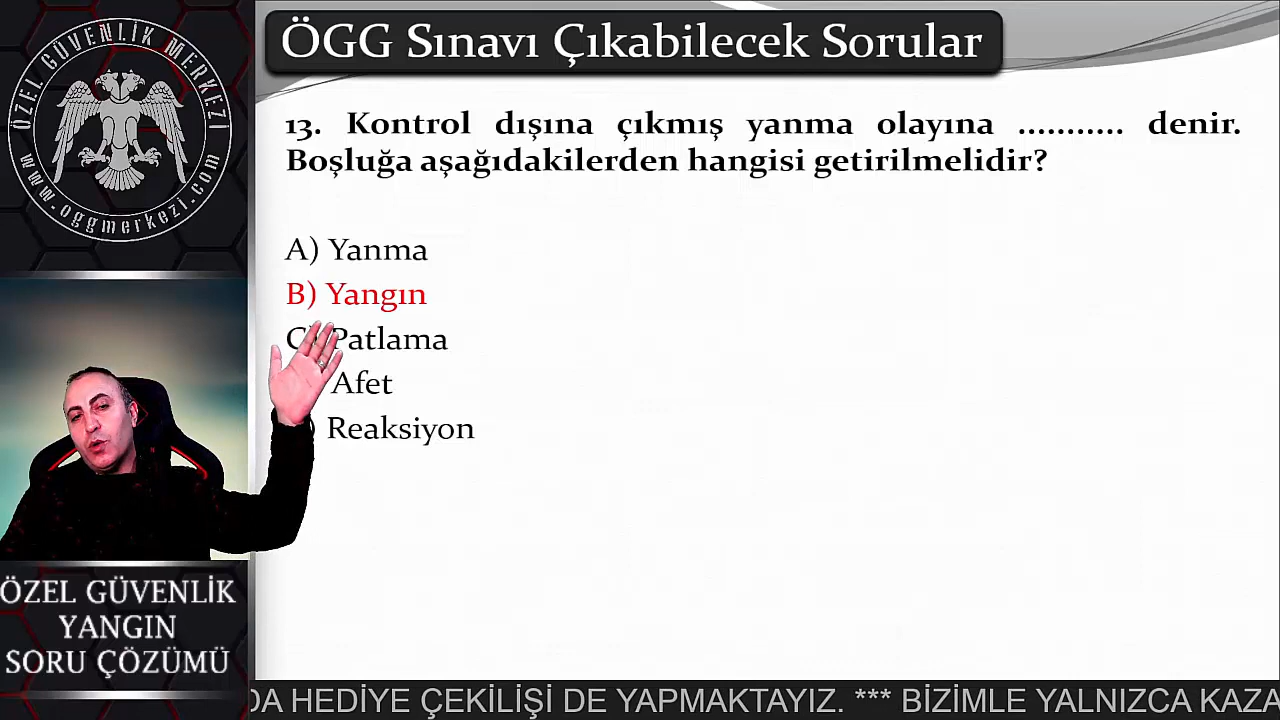 ÖZEL GÜVENLİK MERKEZİ
www.oggmerkezi.com
ÖGG Sınavı Çıkabilecek Sorular
13. Kontrol dışına çıkmış yanma olayına ........... denir.
Boşluğa aşağıdakilerden hangisi getirilmelidir?
A) Yanma
B) Yangın
C) Patlama
Afet
) Reaksiyon
ÖZEL GÜVENLİK
YANGIN
SORU ÇÖZÜMÜ
DA HEDİYE ÇEKİLİŞİ DE YAPMAKTAYIZ. *** BİZİMLE YALNIZCA KAZA